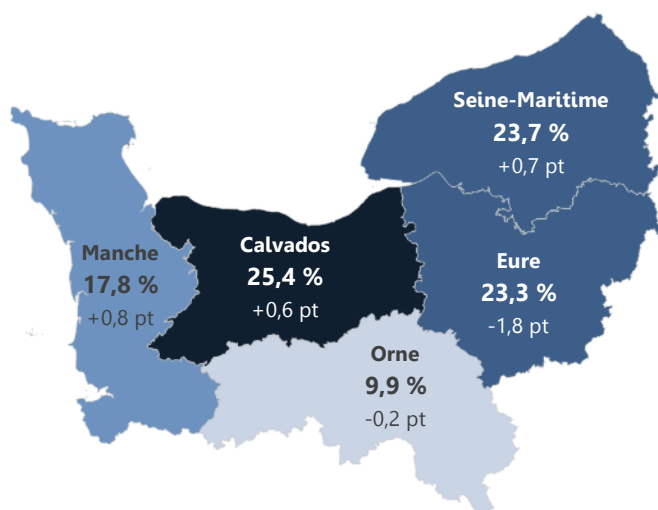 Seine-Maritime
23,7 %
+0,7 pt
Manche
17,8 %
+0,8 pt
Calvados
25,4 %
+0,6 pt
Eure
23,3 %
-1,8 pt
Orne
9,9 %
-0,2 pt